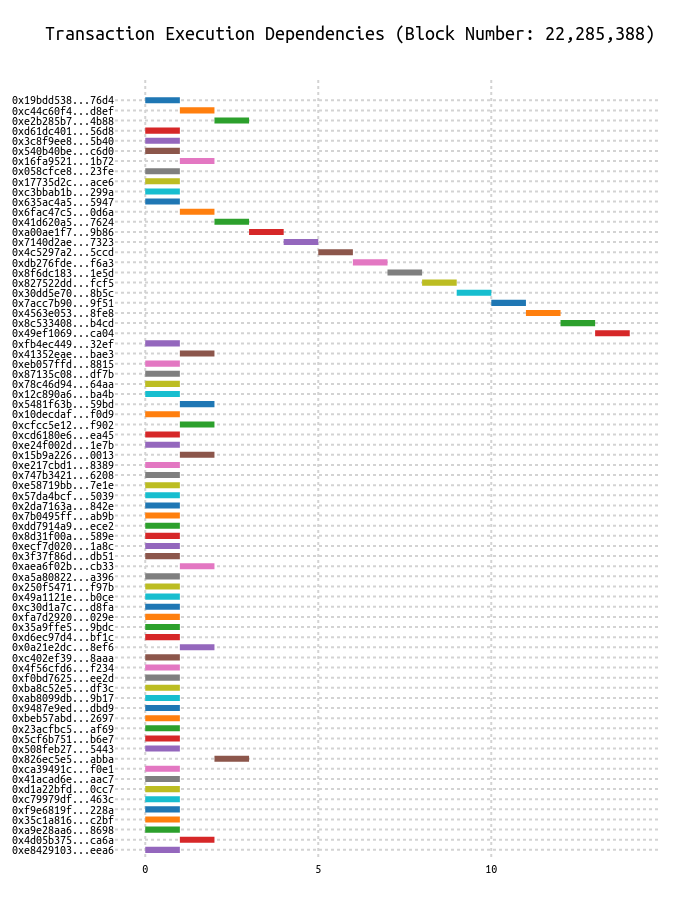 Transaction Execution Dependencies (Block Number: 22,285,388)
0x19bdd538...76d4
0xc44c60f4...d8ef
0xe2b285b7...4b88
0xd61dc401...56d8
0x3c8f9ee8...5b40
0x540b40be...c6d0
0x16fa9521...1b72
0x058cfce8...23fe
0x17735d2c...ace6
0xc3bbab1b...299a
0x635ac4a5...5947
0x6fac47c5...0d6a
0x41d620a5...7624
0xa00ae1f7...9b86
0x7140d2ae...7323
0x4c5297a2...5ccd
0xdb276fde...f6a3
0x8f6dc183...1e5d
0x827522dd...fcf5
0x30dd5e70...8b5c
0x7acc7b90...9f51
0x4563e053...8fe8
0x8c533408...b4cd
0x49ef1069...ca04
0xfb4ec449...32ef
0x41352eae...bae3
0xeb057ffd...8815
0x87135c08...df7b
0x78c46d94...64aa
0x12c890a6...ba4b
0x5481f63b...59bd
0x10decdaf...f0d9
0xcfcc5e12...f902
0xcd6180e6...ea45
0xe24f002d...1e7b
0x15b9a226...0013
0xe217cbd1...8389
0x747b3421...6208
0xe58719bb...7e1e
0x57da4bcf...5039
0x2da7163a...842e
0x7b0495ff...ab9b
0xdd7914a9...ece2
0x8d31f00a...589e
0xecf7d020...1a8c
0x3f37f86d...db51
0xaea6f02b...cb33
0xa5a80822...a396
0x250f5471...f97b
0x49a1121e...b0ce
0xc30d1a7c...d8fa
0xfa7d2920...029e
0x35a9ffe5...9bdc
0xd6ec97d4...bf1c
0x0a21e2dc...8ef6
0xc402ef39...8aaa
0x4f56cfd6...f234
0xf0bd7625...ee2d
0xba8c52e5...df3c
0xab8099db...9b17
0x9487e9ed...dbd9
0xbeb57abd...2697
0x23acfbc5...af69
0x5cf6b751...b6e7
0x508feb27...5443
0x826ec5e5...abba
0xca39491c...f0e1
0x41acad6e...aac7
0xd1a22bfd...0cc7
0xc79979df...463c
0xf9e6819f...228a
0x35c1a816...c2bf
0xa9e28aa6...8698
0x4d05b375...ca6a
0xe8429103...eea6
0 5 10